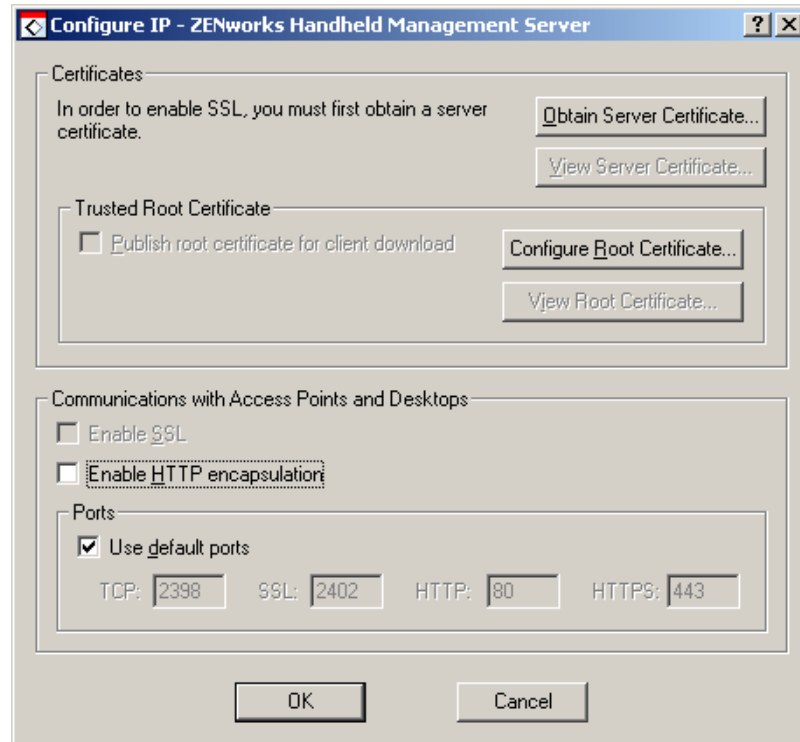 Configure IP - ZENworks Handheld Management Server
Certificates
In order to enable SSL, you must first obtain a server
certificate.
Obtain Server Certificate...
View Server Certificate...
Trusted Root Certificate
Publish root certificate for client download
Configure Root Certificate...
View Root Certificate...
Communications with Access Points and Desktops
Enable SSL
Enable HTTP encapsulation
Ports
Use default ports
TCP: 2398 SSL: 2402 HTTP: 80 HTTPS: 443
OK Cancel